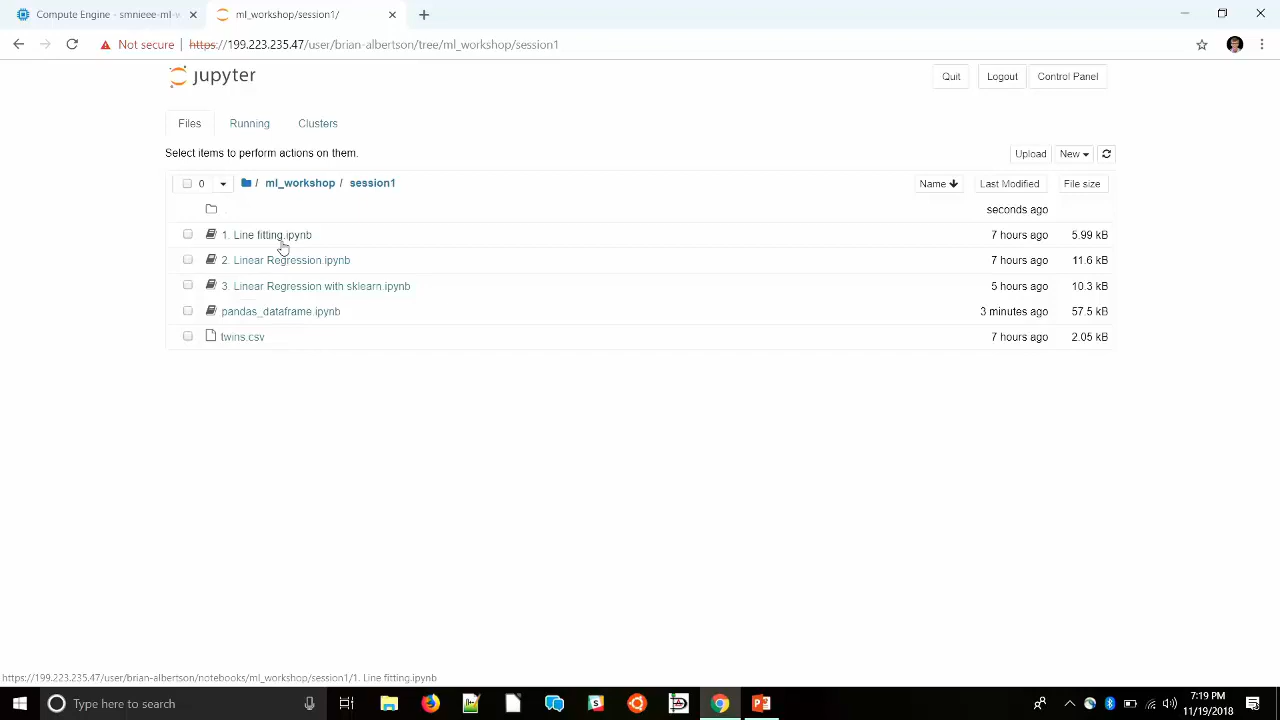 Compute Engine - smnieee-ml-v
ml_workshop/session1/
Not secure | https://199.223.235.47/user/brian-albertson/tree/ml_workshop/session1
jupyter
Quit
Logout
Control Panel
Files
Running
Clusters
Select items to perform actions on them.
Upload
New
0
/ ml_workshop / session1
Name
Last Modified
File size
seconds ago
1. Line fitting.ipynb
7 hours ago
5.99 kB
2. Linear Regression.ipynb
7 hours ago
11.6 kB
3. Linear Regression with sklearn.ipynb
5 hours ago
10.3 kB
pandas_dataframe.ipynb
3 minutes ago
57.5 kB
twins.csv
7 hours ago
2.05 kB
https://199.223.235.47/user/brian-albertson/notebooks/ml_workshop/session1/1. Line fitting.ipynb
Type here to search
7:19 PM
11/19/2018